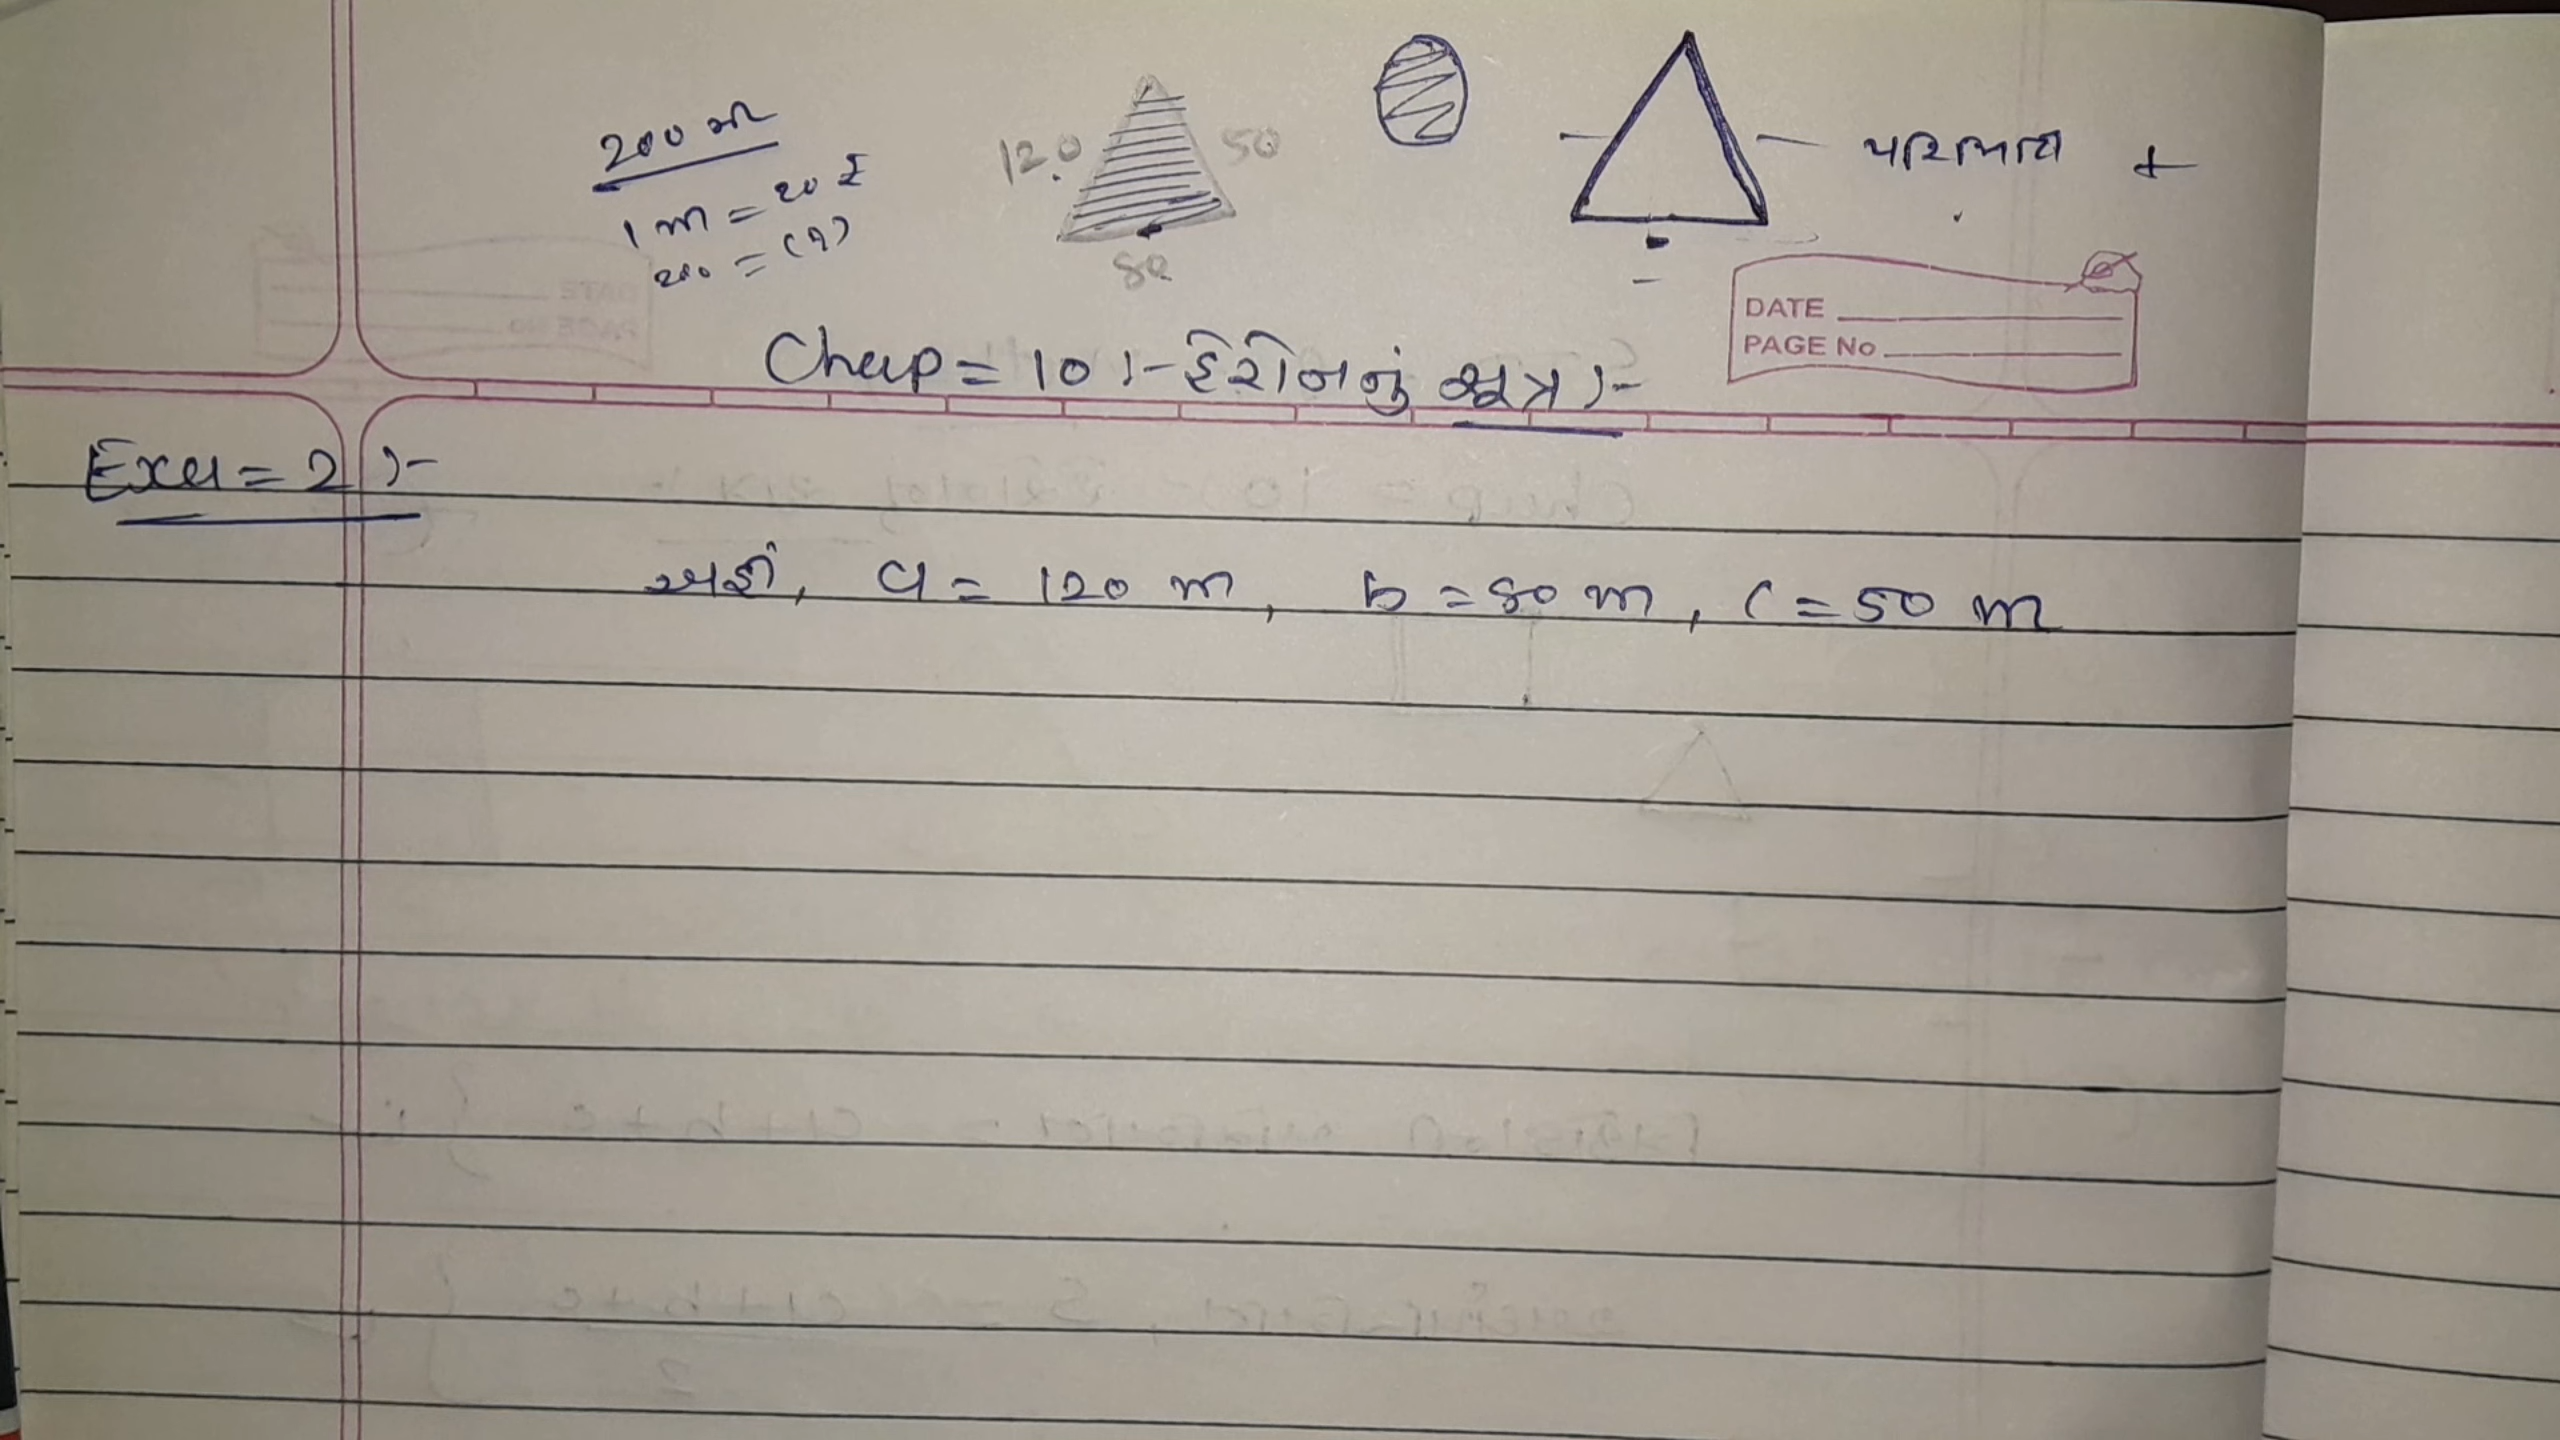 200 મી
1 m = 20 ₹
200 = (?)
120
50
80
પરિમિતિ +
DATE
PAGE No
Chap = 10 :- હેરોનનું સૂત્ર :-
Exa = 2 :-
અહીં, a = 120 m, b = 80 m, c = 50 m